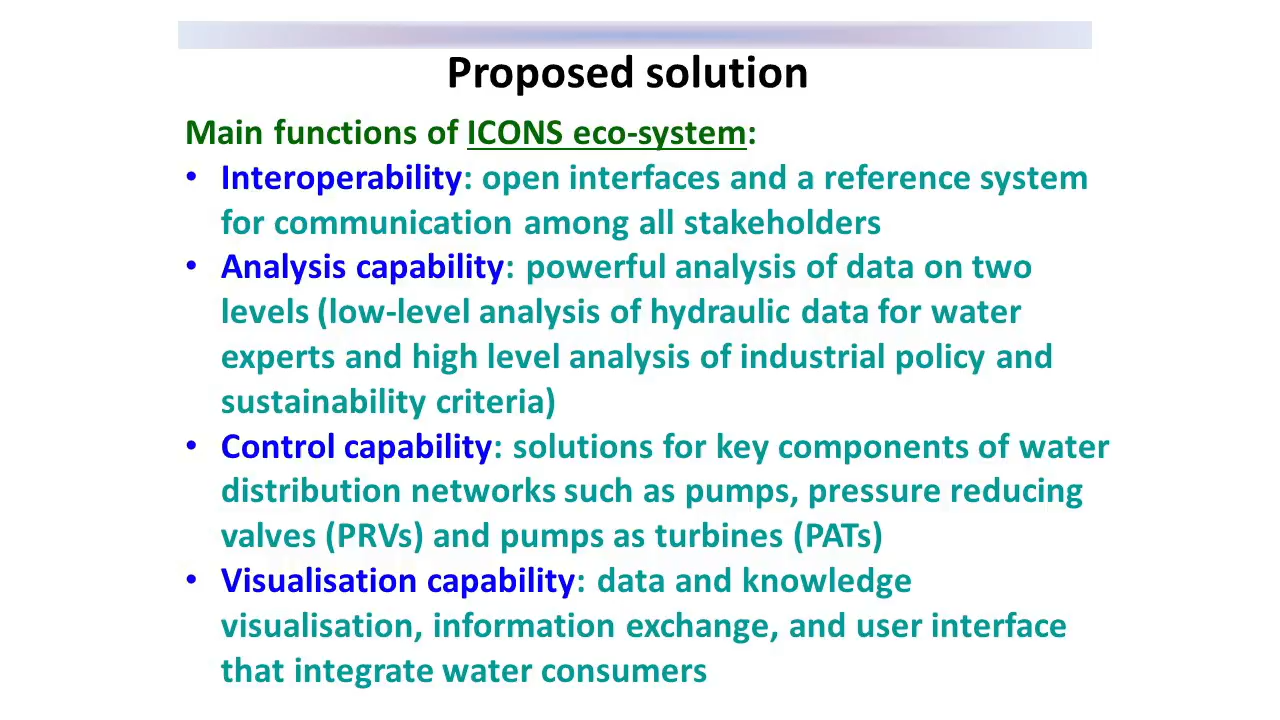 Proposed solution
Main functions of ICONS eco-system:
• Interoperability: open interfaces and a reference system
for communication among all stakeholders
• Analysis capability: powerful analysis of data on two
levels (low-level analysis of hydraulic data for water
experts and high level analysis of industrial policy and
sustainability criteria)
• Control capability: solutions for key components of water
distribution networks such as pumps, pressure reducing
valves (PRVs) and pumps as turbines (PATs)
• Visualisation capability: data and knowledge
visualisation, information exchange, and user interface
that integrate water consumers